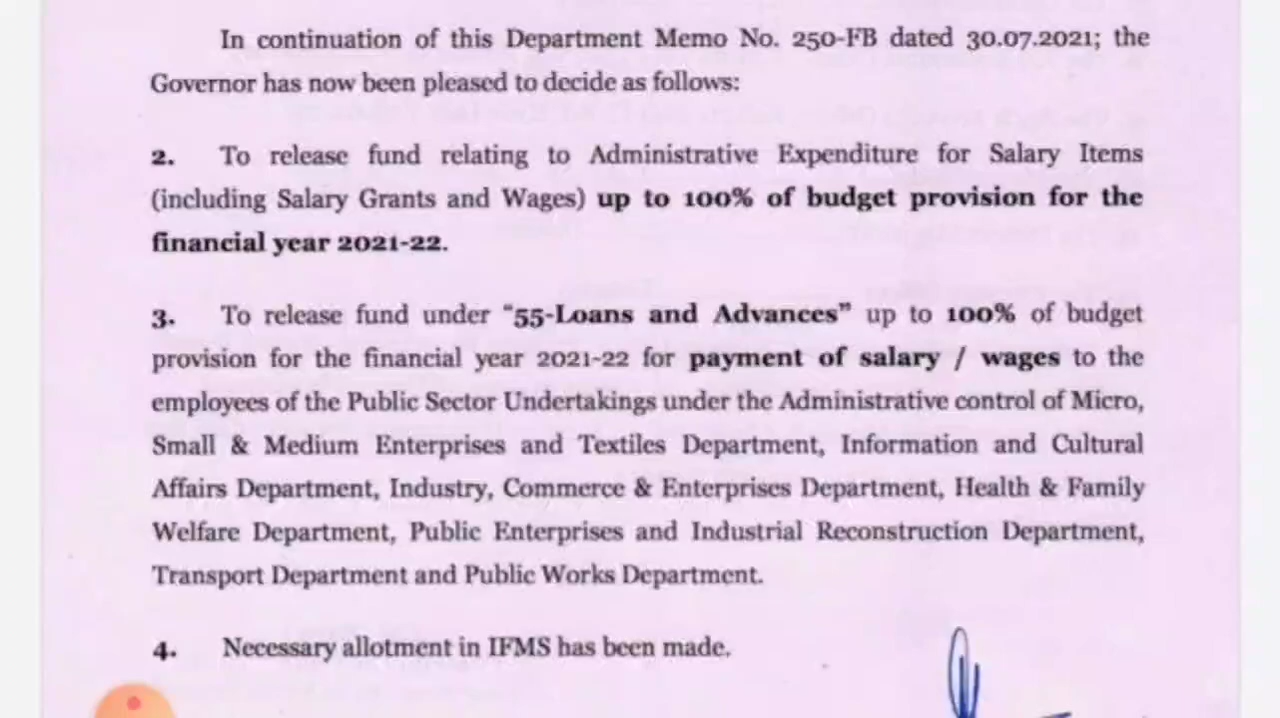 In continuation of this Department Memo No. 250-FB dated 30.07.2021; the
Governor has now been pleased to decide as follows:
2. To release fund relating to Administrative Expenditure for Salary Items
(including Salary Grants and Wages) up to 100% of budget provision for the
financial year 2021-22.
3. To release fund under “55-Loans and Advances” up to 100% of budget
provision for the financial year 2021-22 for payment of salary / wages to the
employees of the Public Sector Undertakings under the Administrative control of Micro,
Small & Medium Enterprises and Textiles Department, Information and Cultural
Affairs Department, Industry, Commerce & Enterprises Department, Health & Family
Welfare Department, Public Enterprises and Industrial Reconstruction Department,
Transport Department and Public Works Department.
4. Necessary allotment in IFMS has been made.